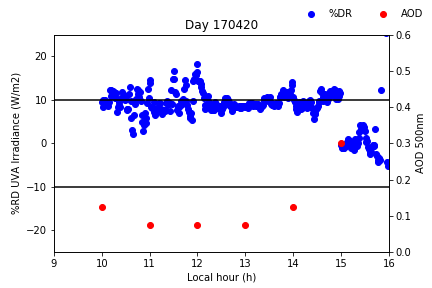 %DR AOD
Day 170420
%RD UVA Irradiance (W/m2)
20
10
0
−10
−20
0.6
0.5
0.4
0.3
0.2
0.1
0.0
AOD 500nm
9 10 11 12 13 14 15 16
Local hour (h)